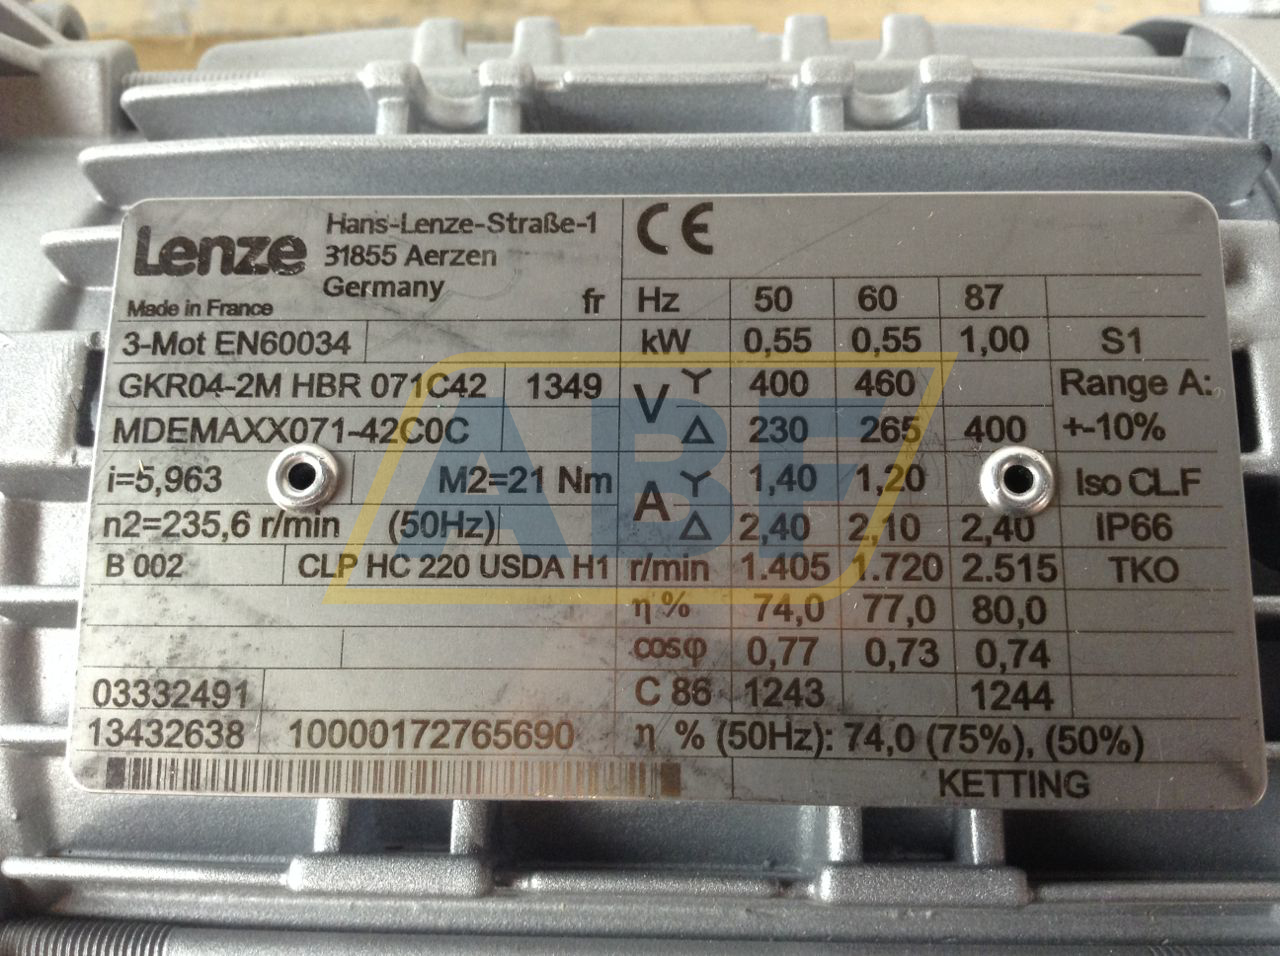 Lenze
Hans-Lenze-Straße-1
31855 Aerzen
Germany
Made in France
fr
3-Mot EN60034
GKR04-2M HBR 071C42 1349
MDEMAXX071-42C0C
i=5,963 M2=21 Nm
n2=235,6 r/min (50Hz)
B 002 CLP HC 220 USDA H1
03332491
13432638 10000172765690
CE
Hz 50 60 87
kW 0,55 0,55 1,00 S1
V Y 400 460 Range A:
Δ 230 265 400 +-10%
A Y 1,40 1,20 Iso CL.F
Δ 2,40 2,10 2,40 IP66
r/min 1.405 1.720 2.515 TKO
η % 74,0 77,0 80,0
cosφ 0,77 0,73 0,74
C 86 1243 1244
η % (50Hz): 74,0 (75%), (50%)
KETTING
ABF